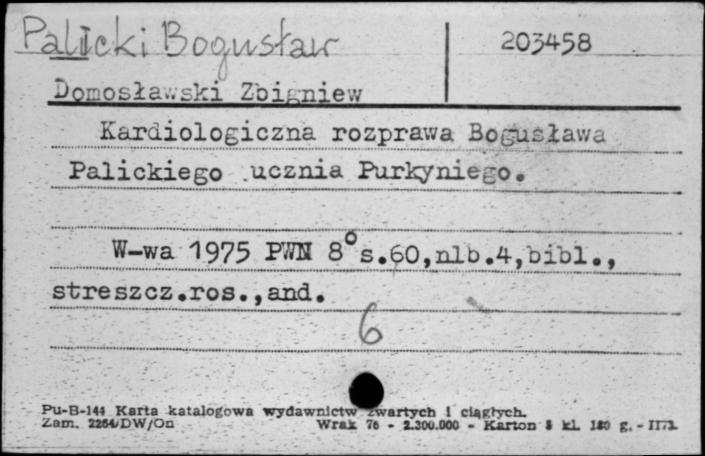 Palicki Bogusław
203458
Domosławski Zbigniew
Kardiologiczna rozprawa Bogusława
Palickiego ucznia Purkyniego.
W-wa 1975 PWN 8° s.60,nlb.4,bibl.,
streszcz.ros.,and.
6
Pu-B-144 Karta katalogowa wydawnictw zwartych i ciągłych.
Zam. 2264/DW/On Wrak 76 - 2.300.000 - Karton kl. 180 g. -